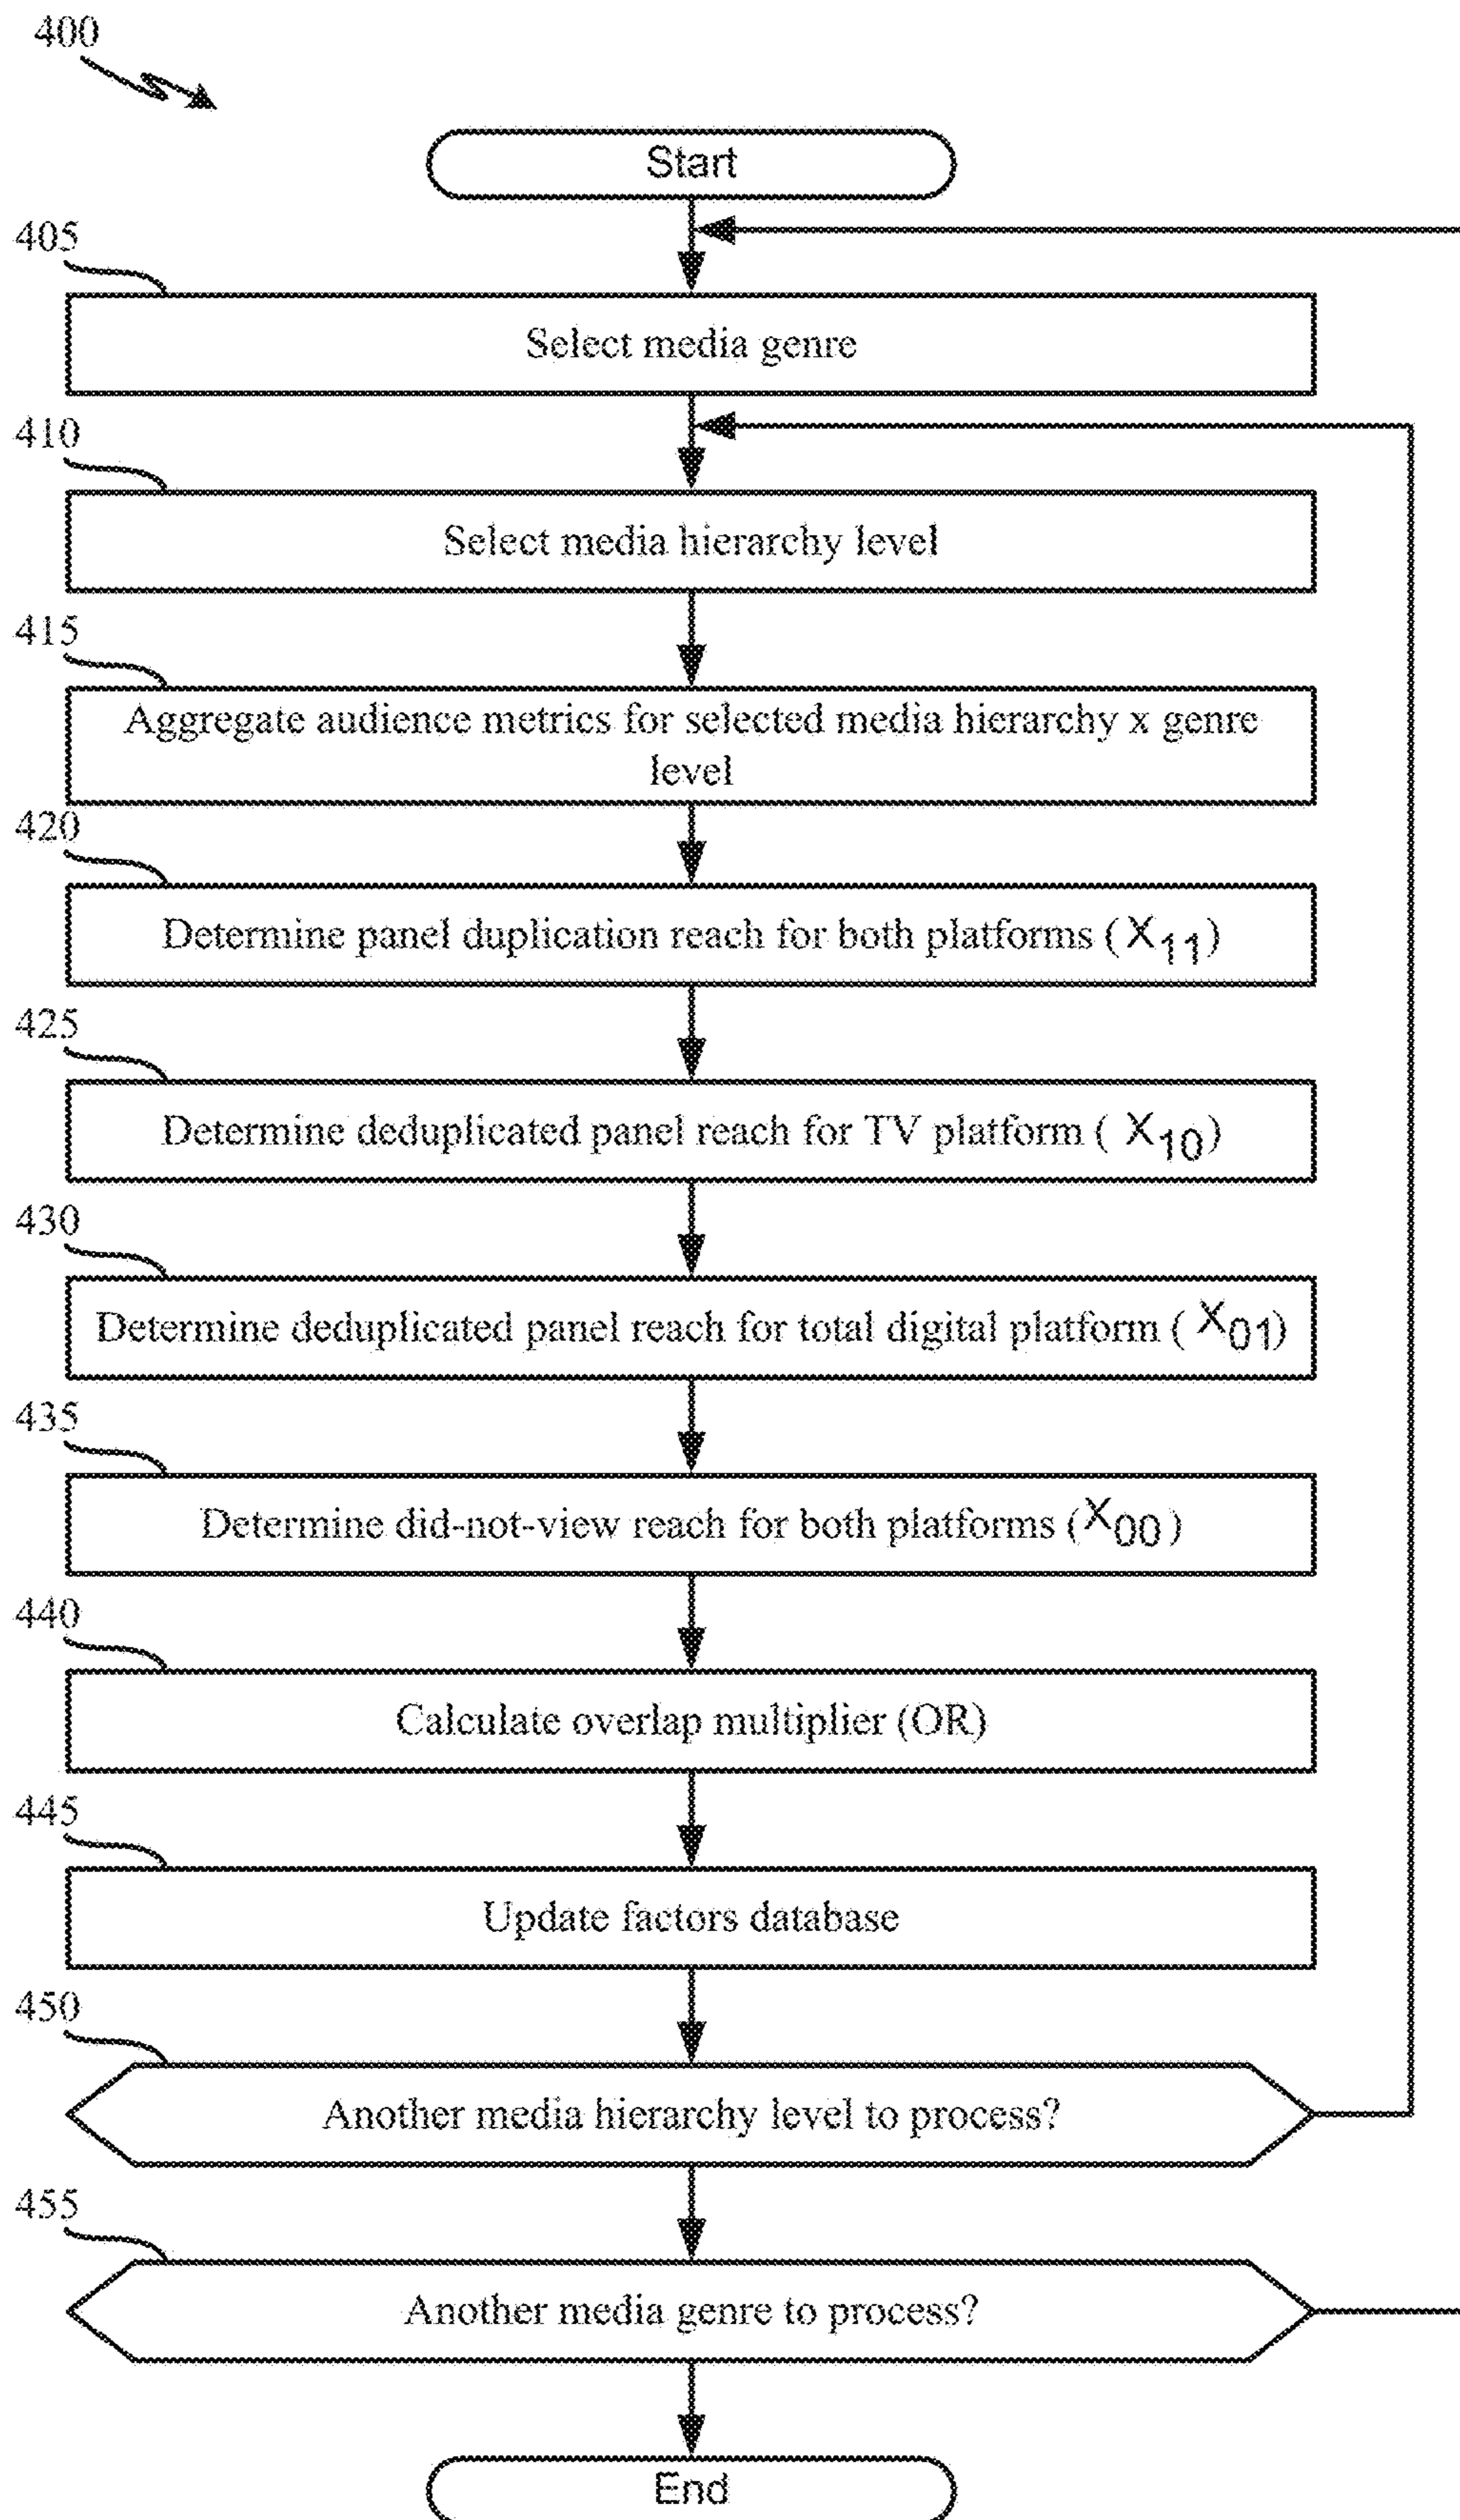 400
Start
405
Select media genre
410
Select media hierarchy level
415
Aggregate audience metrics for selected media hierarchy x genre
level
420
Determine panel duplication reach for both platforms (X₁₁)
425
Determine deduplicated panel reach for TV platform ( X₁₀)
430
Determine deduplicated panel reach for total digital platform ( X₀₁)
435
Determine did-not-view reach for both platforms (X₀₀)
440
Calculate overlap multiplier (OR)
445
Update factors database
450
Another media hierarchy level to process?
455
Another media genre to process?
End